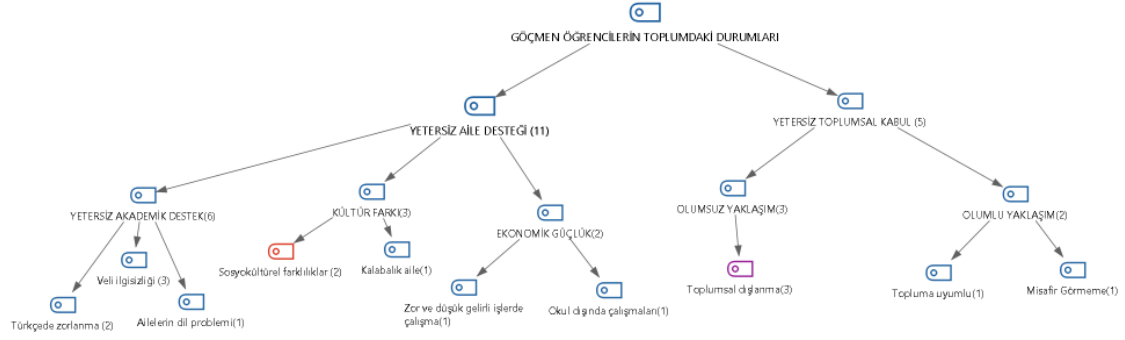 GÖÇMEN ÖĞRENCİLERİN TOPLUMDAKİ DURUMLARI
YETERSİZ AİLE DESTEĞİ (11)
YETERSİZ TOPLUMSAL KABUL (5)
YETERSİZ AKADEMİK DESTEK(6)
KÜLTÜR FARKI(3)
EKONOMİK GÜÇLÜK(2)
OLUMSUZ YAKLAŞIM(3)
OLUMLU YAKLAŞIM(2)
Veli ilgisizliği (3)
Sosyokültürel farklılıklar (2)
Kalabalık aile(1)
Türkçede zorlanma (2)
Ailelerin dil problemi(1)
Zor ve düşük gelirli işlerde
çalışma(1)
Okul dışında çalışmaları(1)
Toplumsal dışlanma(3)
Topluma uyumlu(1)
Misafir Görmeme(1)